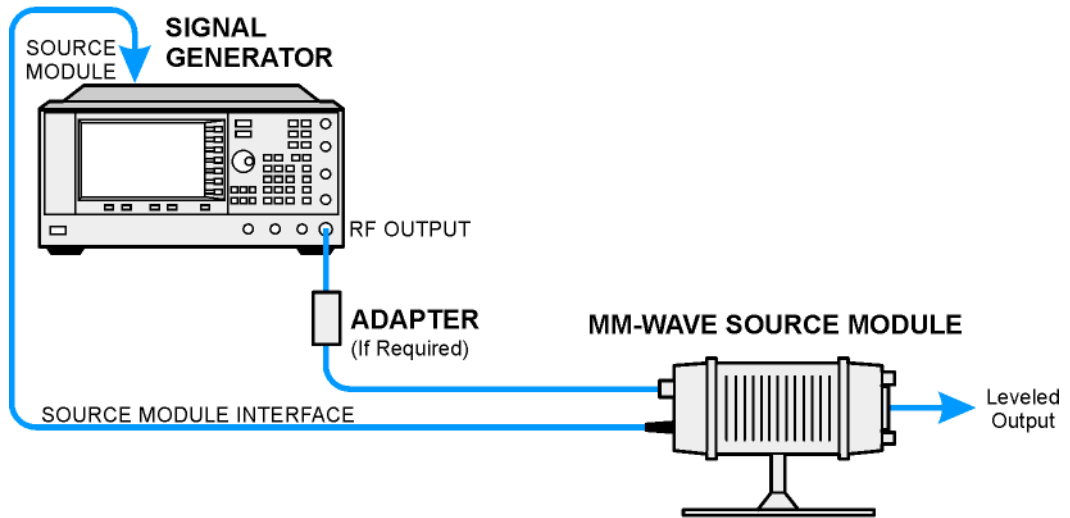 SIGNAL
GENERATOR
SOURCE
MODULE
RF OUTPUT
ADAPTER
(If Required)
MM-WAVE SOURCE MODULE
SOURCE MODULE INTERFACE
Leveled
Output